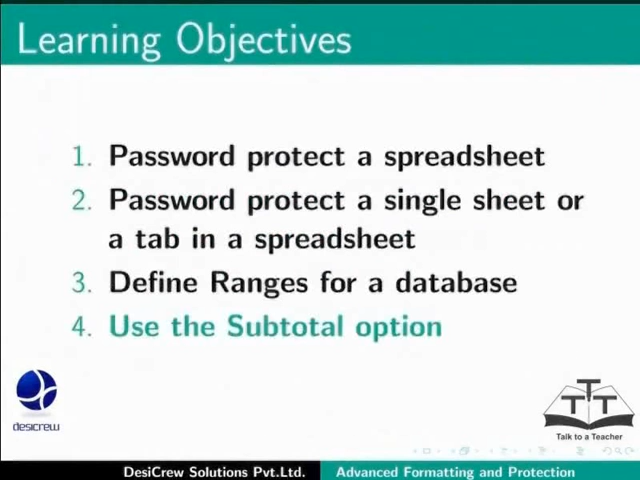 Learning Objectives
1. Password protect a spreadsheet
2. Password protect a single sheet or
a tab in a spreadsheet
3. Define Ranges for a database
4. Use the Subtotal option
desicrew
TTT
Talk to a Teacher
DesiCrew Solutions Pvt.Ltd.
Advanced Formatting and Protection